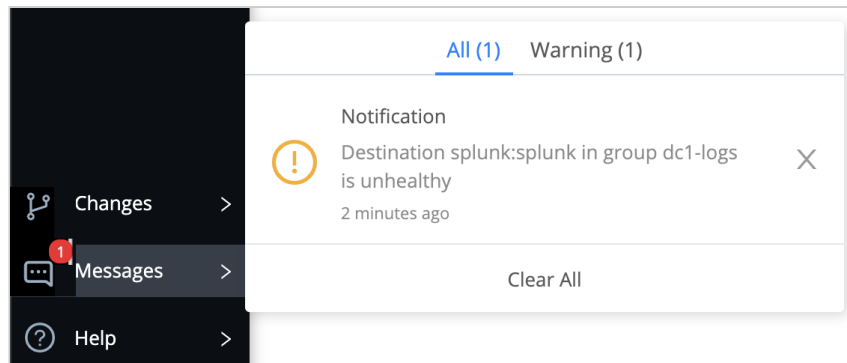 All (1) Warning (1)
Notification
Destination splunk:splunk in group dc1-logs
is unhealthy
2 minutes ago
Clear All
Changes
1
Messages
Help